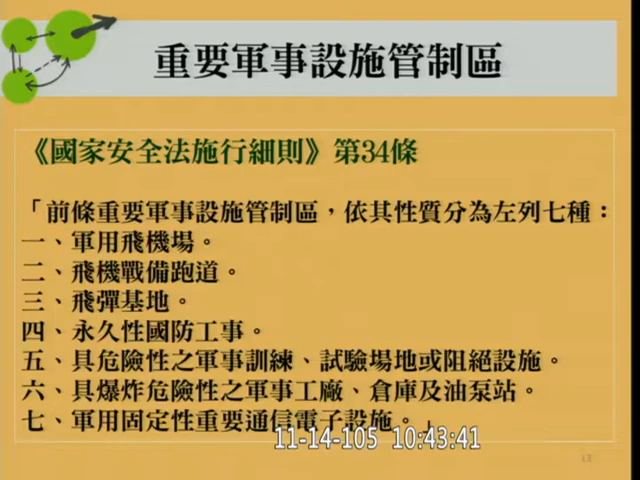 重要軍事設施管制區
《國家安全法施行細則》第34條
「前條重要軍事設施管制區，依其性質分為左列七種：
一、軍用飛機場。
二、飛機戰備跑道。
三、飛彈基地。
四、永久性國防工事。
五、具危險性之軍事訓練、試驗場地或阻絕設施。
六、具爆炸危險性之軍事工廠、倉庫及油泵站。
七、軍用固定性重要通信電子設施。」
11-14-105 10:43:41